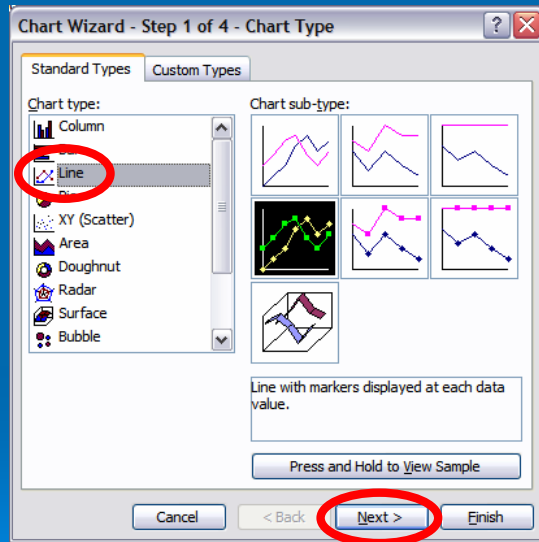 Chart Wizard - Step 1 of 4 - Chart Type
Standard Types
Custom Types
Chart type:
Column
Line
XY (Scatter)
Area
Doughnut
Radar
Surface
Bubble
Chart sub-type:
Line with markers displayed at each data
value.
Press and Hold to View Sample
Cancel
< Back
Next >
Finish